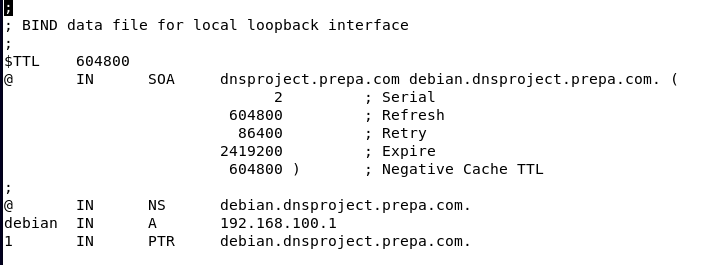 ;
; BIND data file for local loopback interface
;
$TTL    604800
@       IN      SOA     dnsproject.prepa.com debian.dnsproject.prepa.com. (
                              2         ; Serial
                         604800         ; Refresh
                          86400         ; Retry
                        2419200         ; Expire
                         604800 )       ; Negative Cache TTL
;
@       IN      NS      debian.dnsproject.prepa.com.
debian  IN      A       192.168.100.1
1       IN      PTR     debian.dnsproject.prepa.com.